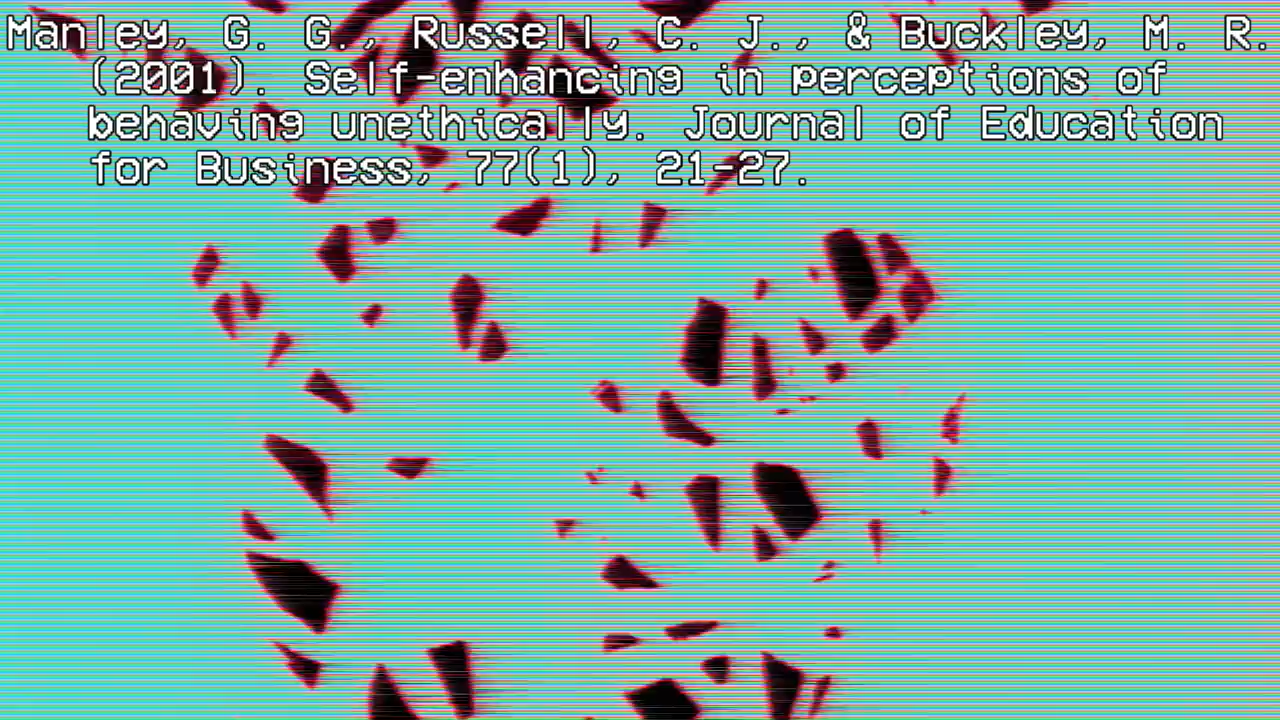 Manley, G. G., Russell, C. J., & Buckley, M. R.
(2001). Self-enhancing in perceptions of
behaving unethically. Journal of Education
for Business, 77(1), 21-27.